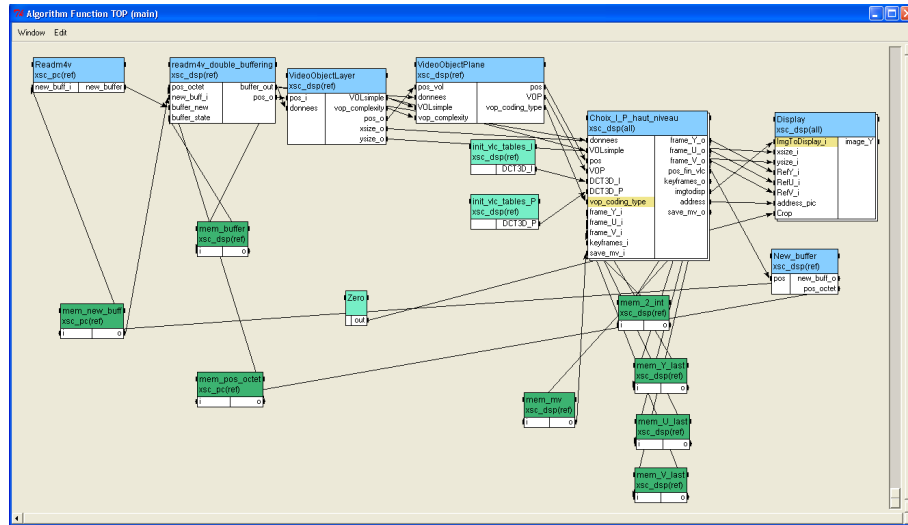 Algorithm Function TOP (main)
Window Edit
Readm4v
xsc_pc(ref)
new_buff_i new_buffer
readm4v_double_buffering
xsc_dsp(ref)
pos_octet buffer_out
new_buff_i pos_o
buffer_new
buffer_state
VideoObjectLayer
xsc_dsp(ref)
pos_i VOLsimple
donnees vop_complexity
pos_o
xsize_o
ysize_o
VideoObjectPlane
xsc_dsp(ref)
pos_vol pos
donnees VOP
VOLsimple vop_coding_type
vop_complexity
init_vlc_tables_I
xsc_dsp(ref)
DCT3D_I
init_vlc_tables_P
xsc_dsp(ref)
DCT3D_P
Choix_I_P_haut_niveau
xsc_dsp(all)
donnees frame_Y_o
VOLsimple frame_U_o
pos frame_V_o
VOP pos_fin_vlc
DCT3D_I keyframes_o
DCT3D_P imgtodisp
vop_coding_type address
frame_Y_i save_mv_o
frame_U_i
frame_V_i
keyframes_i
save_mv_i
Display
xsc_dsp(all)
ImgToDisplay_i image_Y
xsize_i
ysize_i
RefY_i
RefU_i
RefV_i
address_pic
Crop
mem_buffer
xsc_dsp(ref)
i o
New_buffer
xsc_dsp(ref)
pos new_buff_o
pos_octet
mem_new_buff
xsc_pc(ref)
i o
Zero
out
mem_2_int
xsc_dsp(ref)
i o
mem_pos_octet
xsc_pc(ref)
i o
mem_Y_last
xsc_dsp(ref)
i o
mem_mv
xsc_dsp(ref)
i o
mem_U_last
xsc_dsp(ref)
i o
mem_V_last
xsc_dsp(ref)
i o